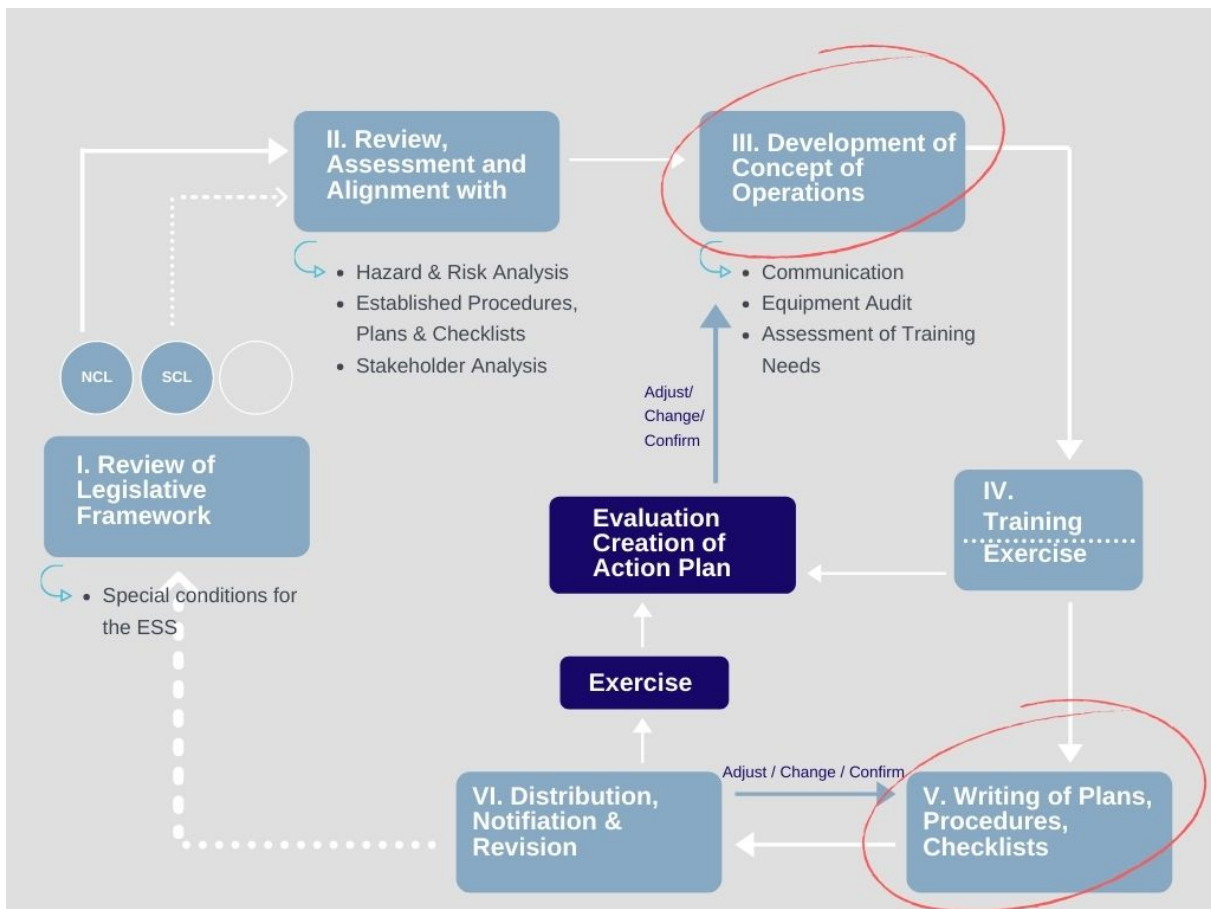 II. Review,
Assessment and
Alignment with
III. Development of
Concept of
Operations
• Hazard & Risk Analysis
• Established Procedures,
Plans & Checklists
• Stakeholder Analysis
• Communication
• Equipment Audit
• Assessment of Training
Needs
NCL
SCL
Adjust/
Change/
Confirm
I. Review of
Legislative
Framework
• Special conditions for
the ESS
IV.
Training
Exercise
Evaluation
Creation of
Action Plan
Exercise
Adjust / Change / Confirm
VI. Distribution,
Notifiation &
Revision
V. Writing of Plans,
Procedures,
Checklists